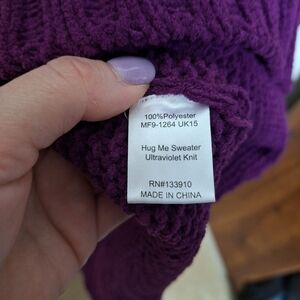 100%Polyester
MF9-1264 UK15
Hug Me Sweater
Ultraviolet Knit
RN#133910
MADE IN CHINA